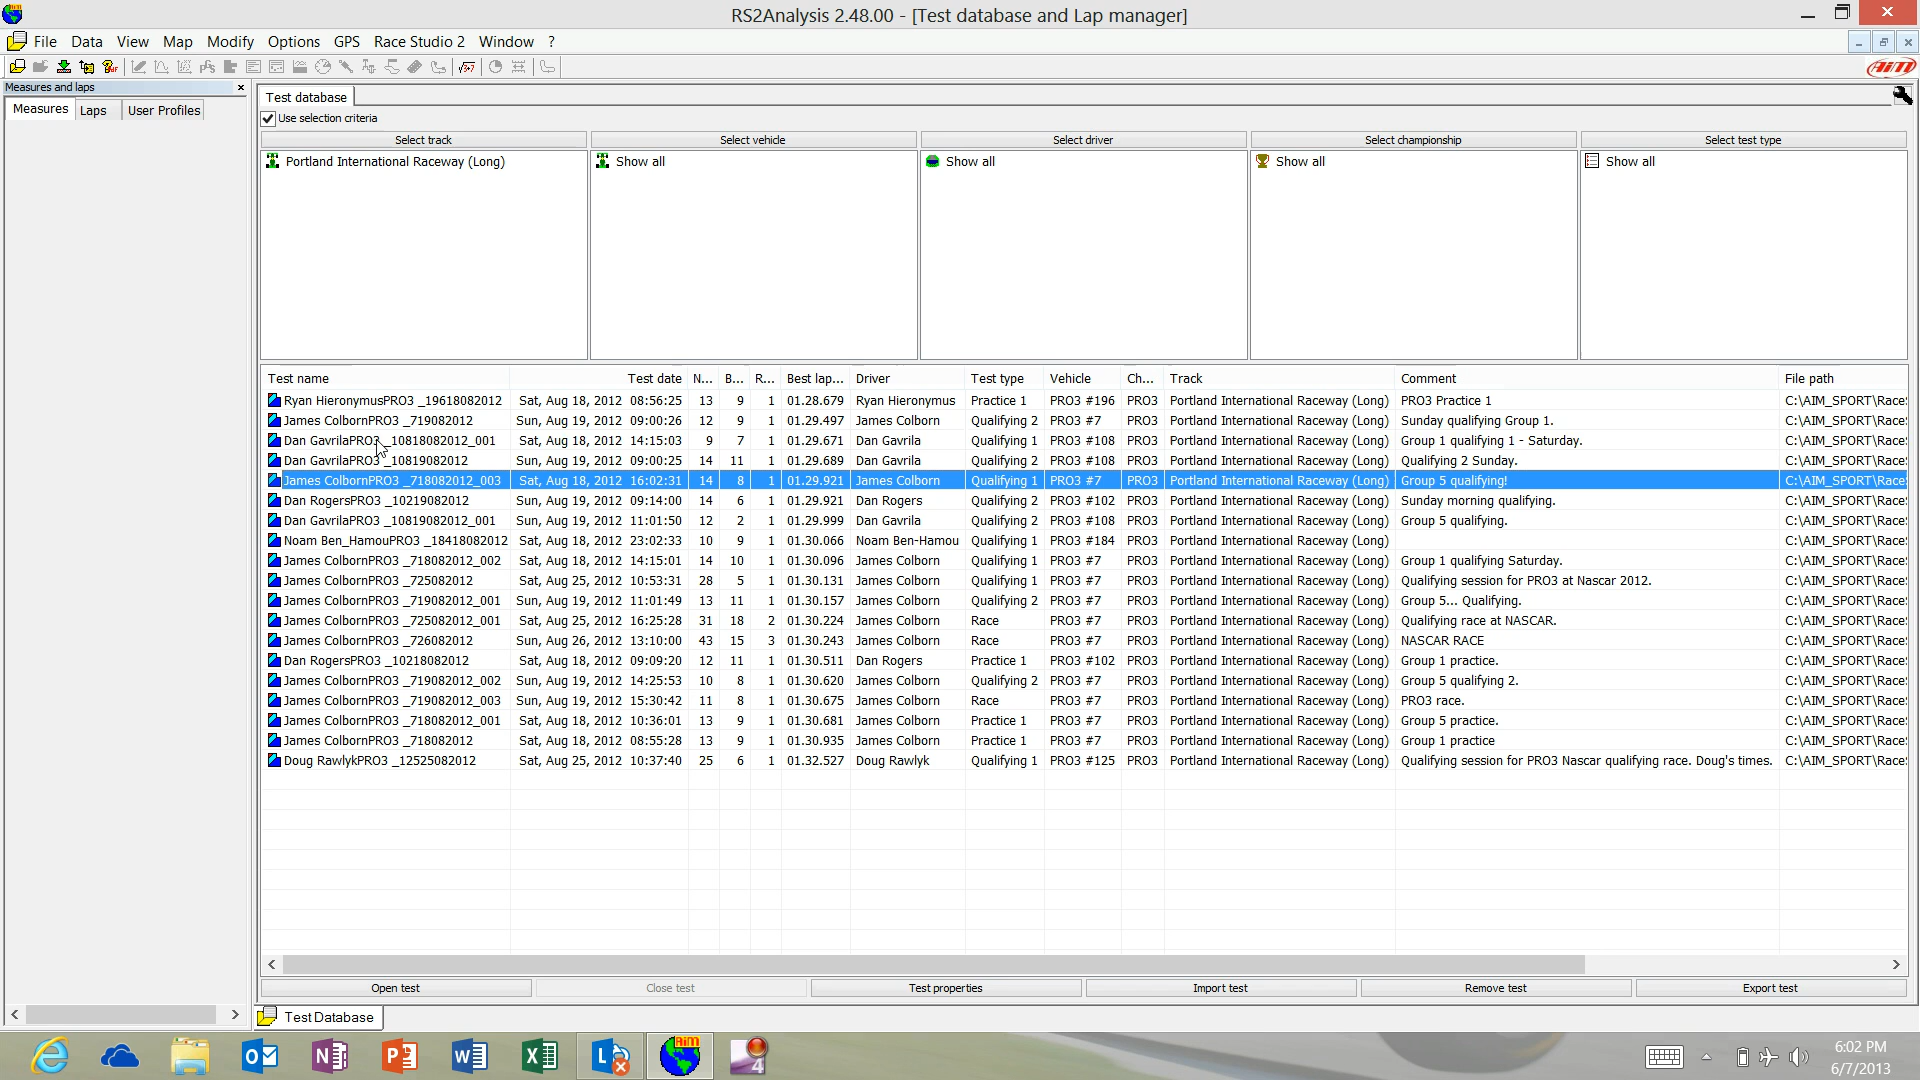 RS2Analysis 2.48.00 - [Test database and Lap manager]
File Data View Map Modify Options GPS Race Studio 2 Window ?
AiM
Measures and laps
Measures Laps User Profiles
Test database
Use selection criteria
Select track Select vehicle Select driver Select championship Select test type
Portland International Raceway (Long) Show all Show all Show all Show all
Test name Test date N... B... R... Best lap... Driver Test type Vehicle Ch... Track Comment File path
Ryan HieronymusPRO3 _19618082012 Sat, Aug 18, 2012 08:56:25 13 9 1 01.28.679 Ryan Hieronymus Practice 1 PRO3 #196 PRO3 Portland International Raceway (Long) PRO3 Practice 1 C:\AIM_SPORT\Race
James ColbornPRO3 _719082012 Sun, Aug 19, 2012 09:00:26 12 9 1 01.29.497 James Colborn Qualifying 2 PRO3 #7 PRO3 Portland International Raceway (Long) Sunday qualifying Group 1. C:\AIM_SPORT\Race
Dan GavrilaPRO3 _10818082012_001 Sat, Aug 18, 2012 14:15:03 9 7 1 01.29.671 Dan Gavrila Qualifying 1 PRO3 #108 PRO3 Portland International Raceway (Long) Group 1 qualifying 1 - Saturday. C:\AIM_SPORT\Race
Dan GavrilaPRO3 _10819082012 Sun, Aug 19, 2012 09:00:25 14 11 1 01.29.689 Dan Gavrila Qualifying 2 PRO3 #108 PRO3 Portland International Raceway (Long) Qualifying 2 Sunday. C:\AIM_SPORT\Race
James ColbornPRO3 _718082012_003 Sat, Aug 18, 2012 16:02:31 14 8 1 01.29.921 James Colborn Qualifying 1 PRO3 #7 PRO3 Portland International Raceway (Long) Group 5 qualifying! C:\AIM_SPORT\Race
Dan RogersPRO3 _10219082012 Sun, Aug 19, 2012 09:14:00 14 6 1 01.29.921 Dan Rogers Qualifying 2 PRO3 #102 PRO3 Portland International Raceway (Long) Sunday morning qualifying. C:\AIM_SPORT\Race
Dan GavrilaPRO3 _10819082012_001 Sun, Aug 19, 2012 11:01:50 12 2 1 01.29.999 Dan Gavrila Qualifying 2 PRO3 #108 PRO3 Portland International Raceway (Long) Group 5 qualifying. C:\AIM_SPORT\Race
Noam Ben_HamouPRO3 _18418082012 Sat, Aug 18, 2012 23:02:33 10 9 1 01.30.066 Noam Ben-Hamou Qualifying 1 PRO3 #184 PRO3 Portland International Raceway (Long) C:\AIM_SPORT\Race
James ColbornPRO3 _718082012_002 Sat, Aug 18, 2012 14:15:01 14 10 1 01.30.096 James Colborn Qualifying 1 PRO3 #7 PRO3 Portland International Raceway (Long) Group 1 qualifying Saturday. C:\AIM_SPORT\Race
James ColbornPRO3 _725082012 Sat, Aug 25, 2012 10:53:31 28 5 1 01.30.131 James Colborn Qualifying 1 PRO3 #7 PRO3 Portland International Raceway (Long) Qualifying session for PRO3 at Nascar 2012. C:\AIM_SPORT\Race
James ColbornPRO3 _719082012_001 Sun, Aug 19, 2012 11:01:49 13 11 1 01.30.157 James Colborn Qualifying 2 PRO3 #7 PRO3 Portland International Raceway (Long) Group 5... Qualifying. C:\AIM_SPORT\Race
James ColbornPRO3 _725082012_001 Sat, Aug 25, 2012 16:25:28 31 18 2 01.30.224 James Colborn Race PRO3 #7 PRO3 Portland International Raceway (Long) Qualifying race at NASCAR. C:\AIM_SPORT\Race
James ColbornPRO3 _726082012 Sun, Aug 26, 2012 13:10:00 43 15 3 01.30.243 James Colborn Race PRO3 #7 PRO3 Portland International Raceway (Long) NASCAR RACE C:\AIM_SPORT\Race
Dan RogersPRO3 _10218082012 Sat, Aug 18, 2012 09:09:20 12 11 1 01.30.511 Dan Rogers Practice 1 PRO3 #102 PRO3 Portland International Raceway (Long) Group 1 practice. C:\AIM_SPORT\Race
James ColbornPRO3 _719082012_002 Sun, Aug 19, 2012 14:25:53 10 8 1 01.30.620 James Colborn Qualifying 2 PRO3 #7 PRO3 Portland International Raceway (Long) Group 5 qualifying 2. C:\AIM_SPORT\Race
James ColbornPRO3 _719082012_003 Sun, Aug 19, 2012 15:30:42 11 8 1 01.30.675 James Colborn Race PRO3 #7 PRO3 Portland International Raceway (Long) PRO3 race. C:\AIM_SPORT\Race
James ColbornPRO3 _718082012_001 Sat, Aug 18, 2012 10:36:01 13 9 1 01.30.681 James Colborn Practice 1 PRO3 #7 PRO3 Portland International Raceway (Long) Group 5 practice. C:\AIM_SPORT\Race
James ColbornPRO3 _718082012 Sat, Aug 18, 2012 08:55:28 13 9 1 01.30.935 James Colborn Practice 1 PRO3 #7 PRO3 Portland International Raceway (Long) Group 1 practice C:\AIM_SPORT\Race
Doug RawlykPRO3 _12525082012 Sat, Aug 25, 2012 10:37:40 25 6 1 01.32.527 Doug Rawlyk Qualifying 1 PRO3 #125 PRO3 Portland International Raceway (Long) Qualifying session for PRO3 Nascar qualifying race. Doug's times. C:\AIM_SPORT\Race
Open test Close test Test properties Import test Remove test Export test
Test Database
6:02 PM
6/7/2013